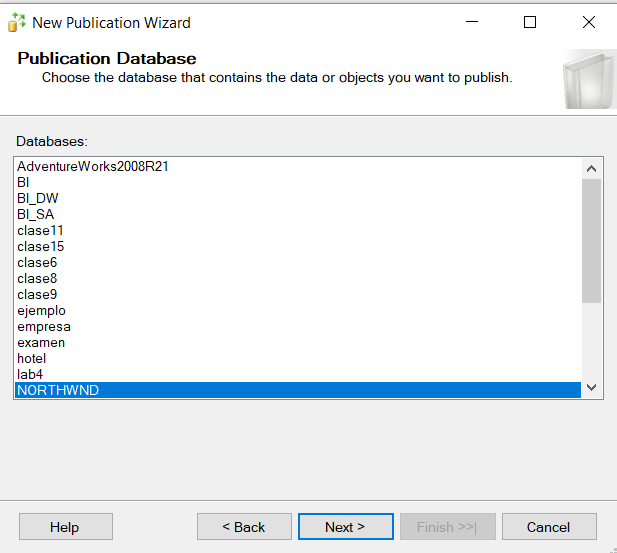 New Publication Wizard
Publication Database
Choose the database that contains the data or objects you want to publish.
Databases:
AdventureWorks2008R21
BI
BI_DW
BI_SA
clase11
clase15
clase6
clase8
clase9
ejemplo
empresa
examen
hotel
lab4
NORTHWND
Help
< Back
Next >
Finish >>|
Cancel